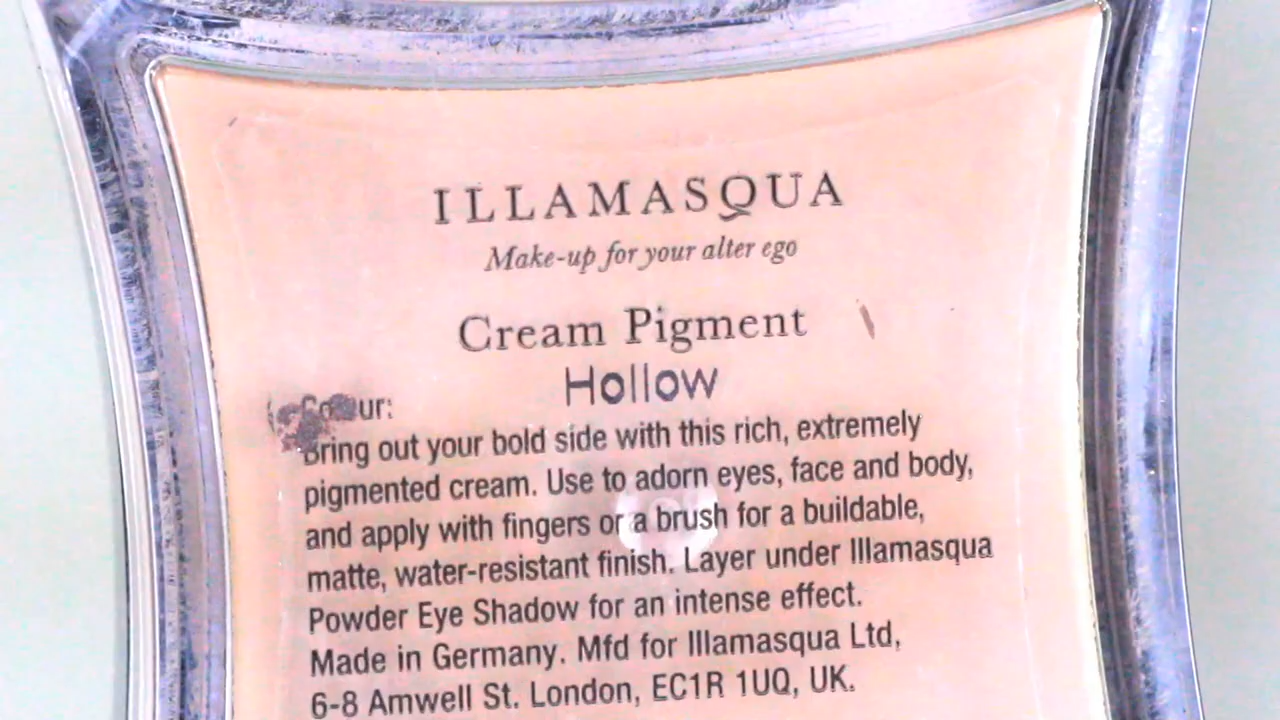 ILLAMASQUA
Make-up for your alter ego
Cream Pigment
Hollow
Colour:
Bring out your bold side with this rich, extremely
pigmented cream. Use to adorn eyes, face and body,
and apply with fingers or a brush for a buildable,
matte, water-resistant finish. Layer under Illamasqua
Powder Eye Shadow for an intense effect.
Made in Germany. Mfd for Illamasqua Ltd,
6-8 Amwell St. London, EC1R 1UQ, UK.